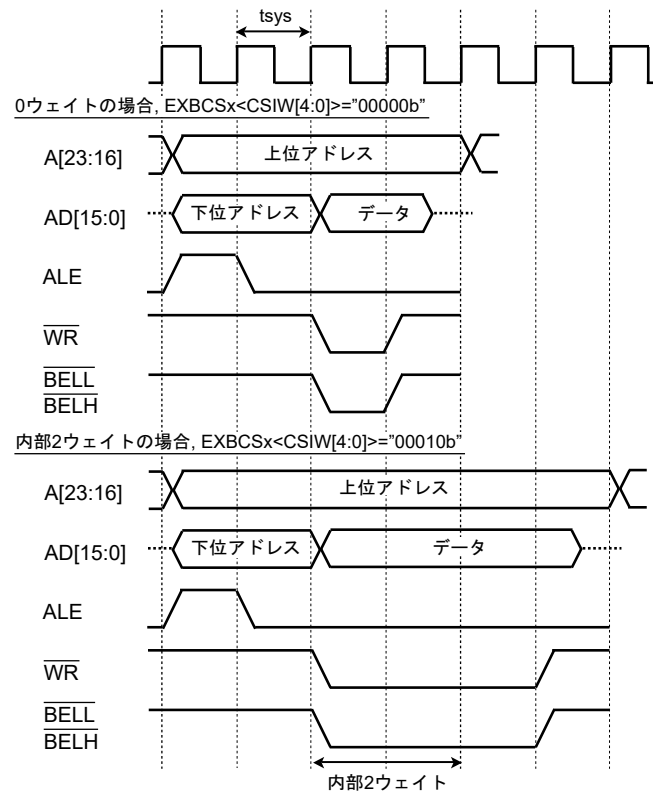 tsys
0ウェイトの場合, EXBCSx<CSIW[4:0]>="00000b"
A[23:16]
上位アドレス
AD[15:0]
下位アドレス
データ
ALE
WR
BELL
BELH
内部2ウェイトの場合, EXBCSx<CSIW[4:0]>="00010b"
A[23:16]
上位アドレス
AD[15:0]
下位アドレス
データ
ALE
WR
BELL
BELH
内部2ウェイト